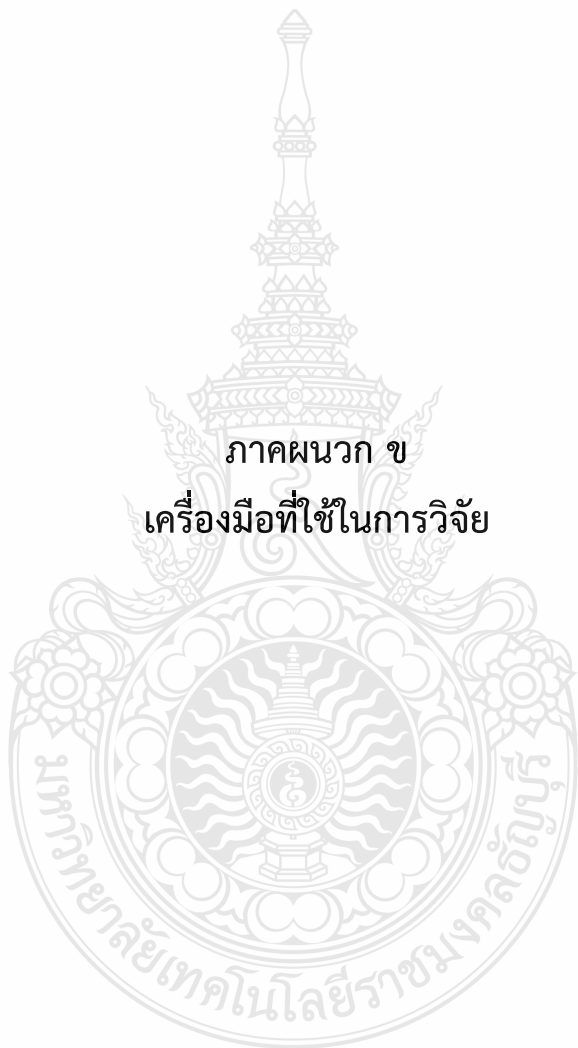 ภาคผนวก ข
เครื่องมือที่ใช้ในการวิจัย
มหาวิทยาลัยเทคโนโลยีราชมงคลธัญบุรี